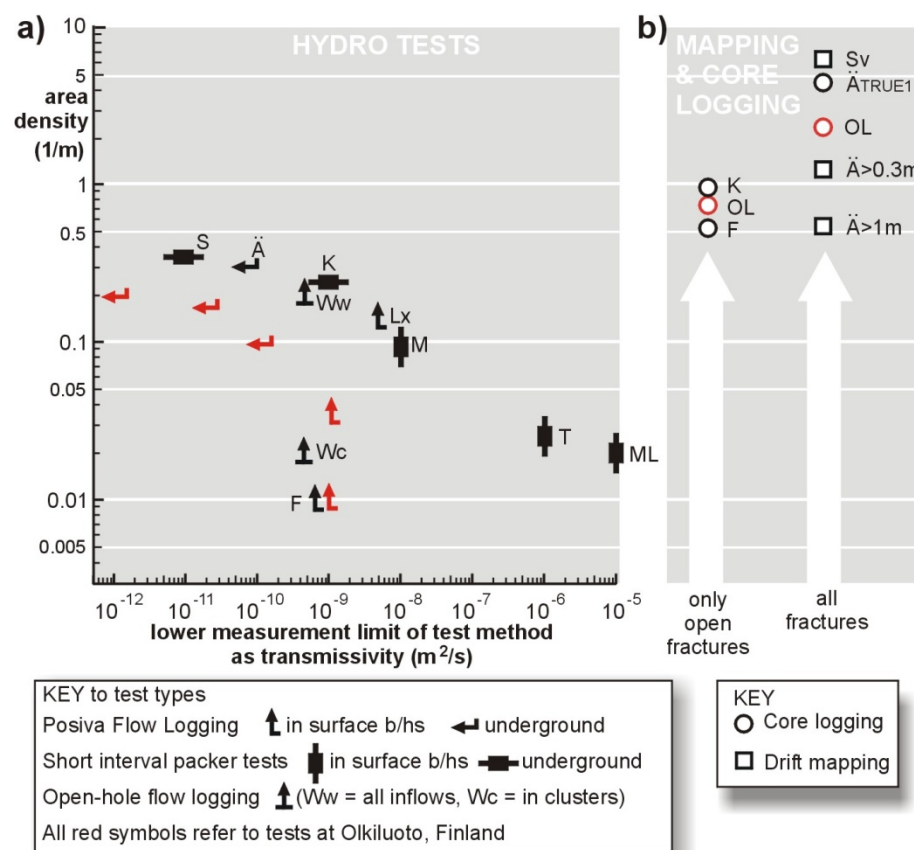 a)
HYDRO TESTS
area
density
(1/m)
10
5
1
0.5
0.1
0.05
0.01
0.005
S
Ä
K
Ww
Lx
M
Wc
F
T
ML
10⁻¹²
10⁻¹¹
10⁻¹⁰
10⁻⁹
10⁻⁸
10⁻⁷
10⁻⁶
10⁻⁵
lower measurement limit of test method
as transmissivity (m²/s)
b)
MAPPING
& CORE
LOGGING
Sv
ÄTRUE1
OL
Ä>0.3m
Ä>1m
K
OL
F
only
open
fractures
all
fractures
KEY to test types
Posiva Flow Logging in surface b/hs underground
Short interval packer tests in surface b/hs underground
Open-hole flow logging (Ww = all inflows, Wc = in clusters)
All red symbols refer to tests at Olkiluoto, Finland
KEY
Core logging
Drift mapping